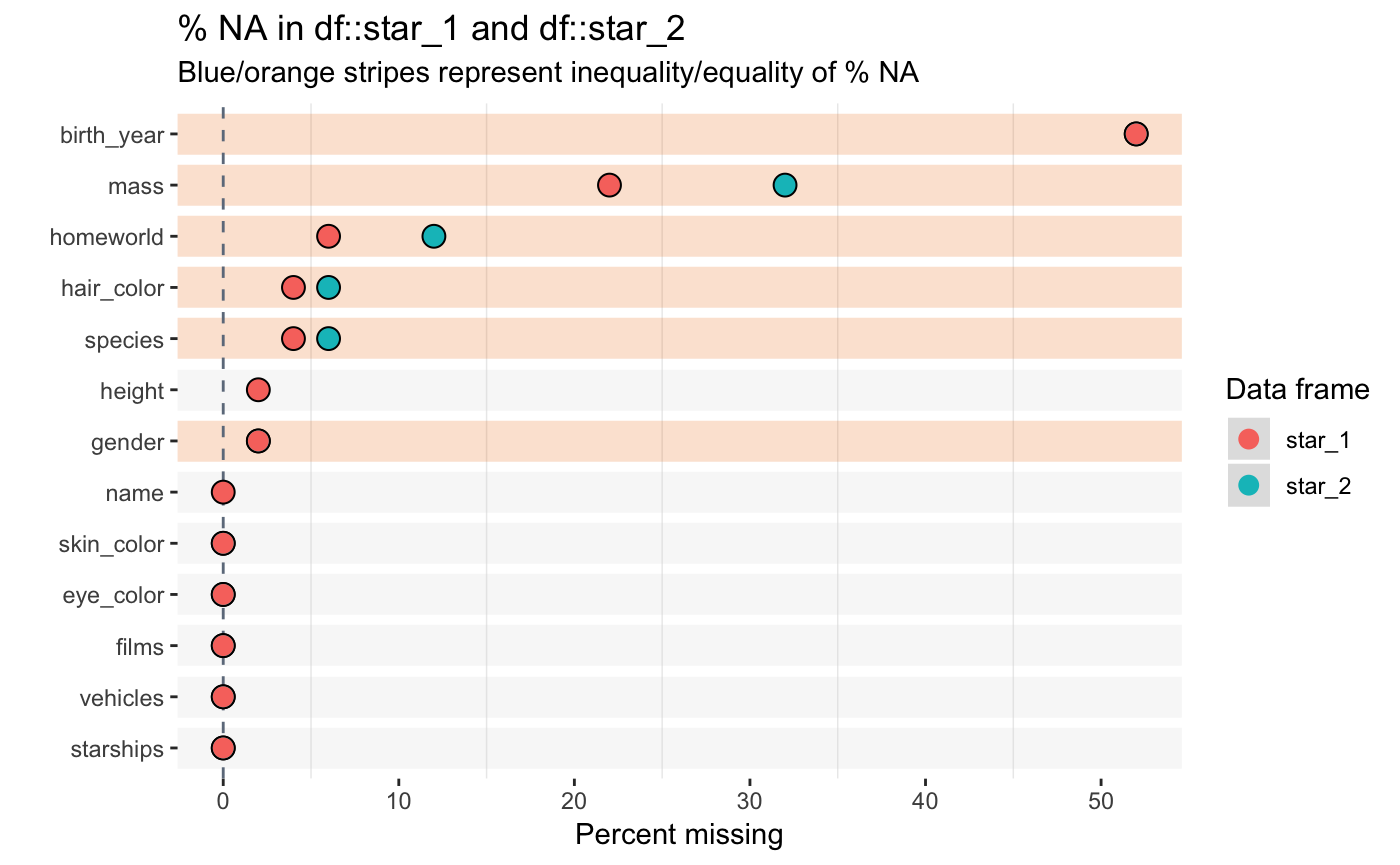 % NA in df::star_1 and df::star_2
Blue/orange stripes represent inequality/equality of % NA
birth_year
mass
homeworld
hair_color
species
height
gender
name
skin_color
eye_color
films
vehicles
starships
0 10 20 30 40 50
Percent missing
Data frame
star_1
star_2